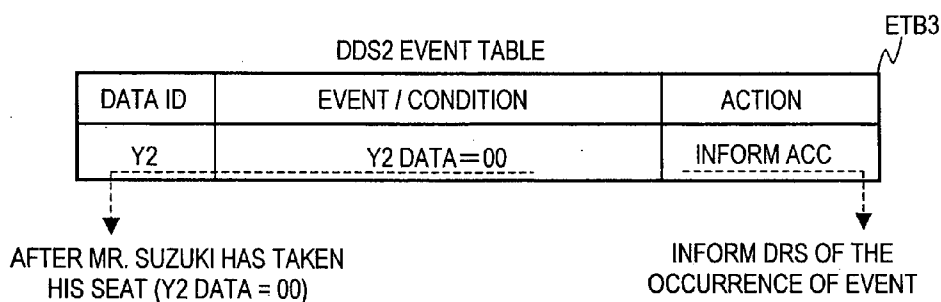 ETB3
DDS2 EVENT TABLE
DATA ID EVENT / CONDITION ACTION
Y2 Y2 DATA=00 INFORM ACC
AFTER MR. SUZUKI HAS TAKEN
HIS SEAT (Y2 DATA = 00)
INFORM DRS OF THE
OCCURRENCE OF EVENT